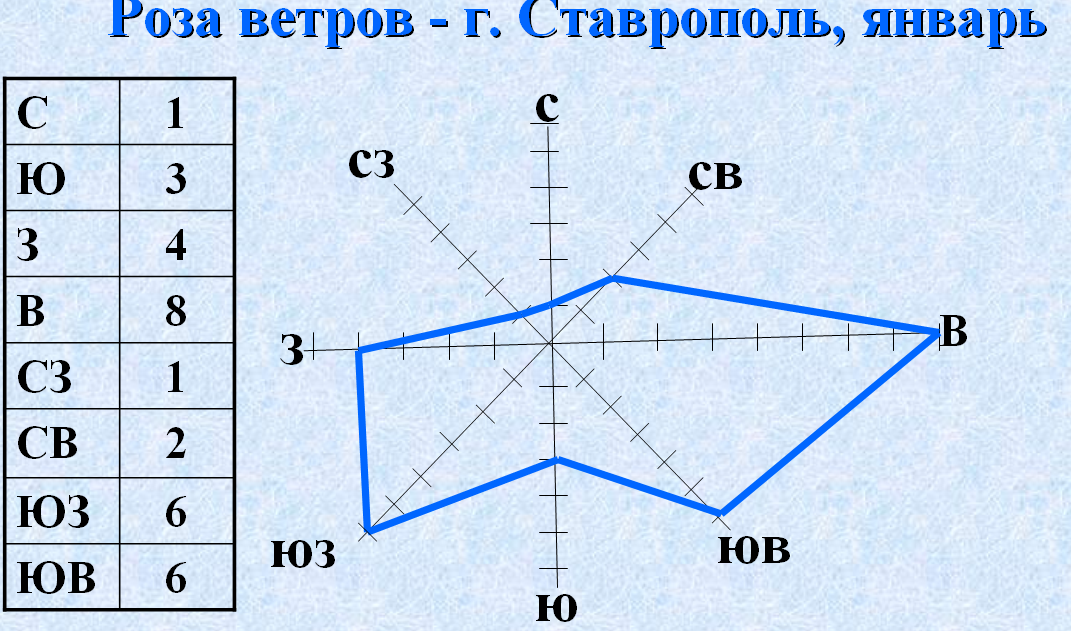 Роза ветров - г. Ставрополь, январь
С 1
Ю 3
З 4
В 8
СЗ 1
СВ 2
ЮЗ 6
ЮВ 6
с
сз
св
з
в
юз
юв
ю